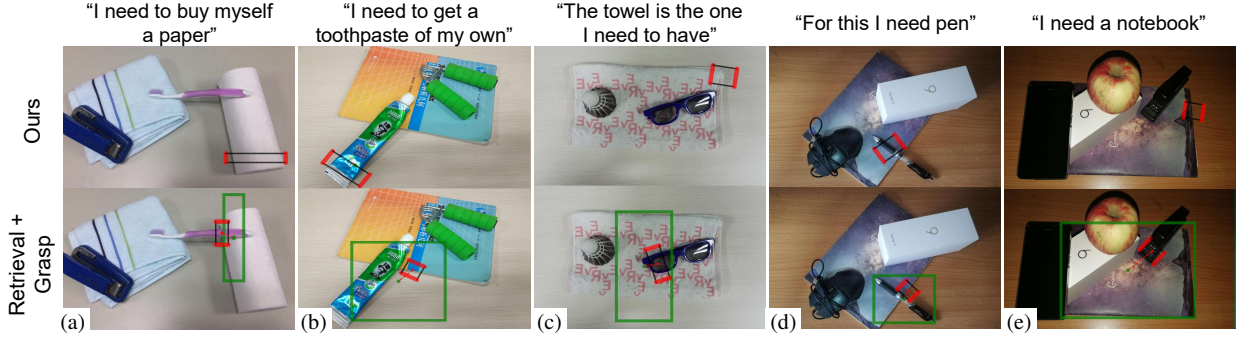 “I need to buy myself
a paper”
“I need to get a
toothpaste of my own”
“The towel is the one
I need to have”
“For this I need pen”
“I need a notebook”
Ours
Retrieval +
Grasp
(a)
(b)
(c)
(d)
(e)